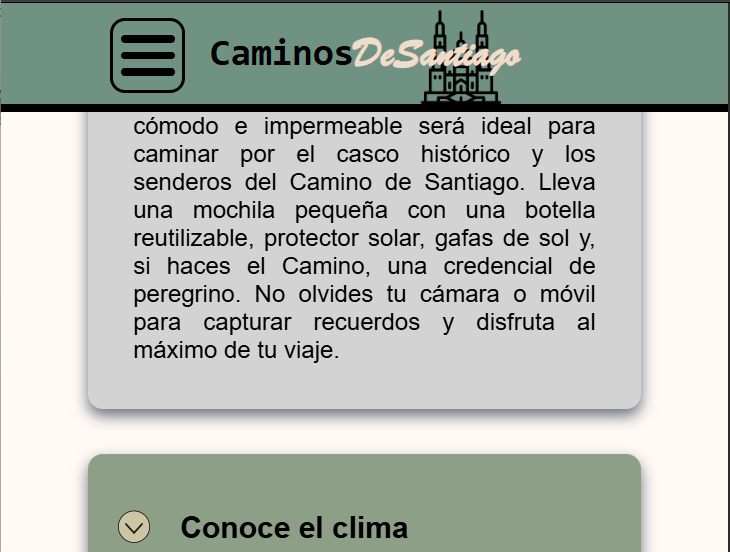 CaminosDeSantiago
cómodo e impermeable será ideal para
caminar por el casco histórico y los
senderos del Camino de Santiago. Lleva
una mochila pequeña con una botella
reutilizable, protector solar, gafas de sol y,
si haces el Camino, una credencial de
peregrino. No olvides tu cámara o móvil
para capturar recuerdos y disfruta al
máximo de tu viaje.
Conoce el clima